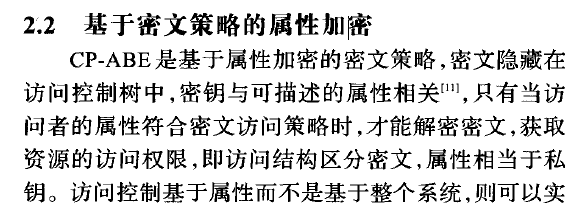 2.2 基于密文策略的属性加密
CP-ABE是基于属性加密的密文策略,密文隐藏在
访问控制树中,密钥与可描述的属性相关[11],只有当访
问者的属性符合密文访问策略时,才能解密密文,获取
资源的访问权限,即访问结构区分密文,属性相当于私
钥。访问控制基于属性而不是基于整个系统,则可以实